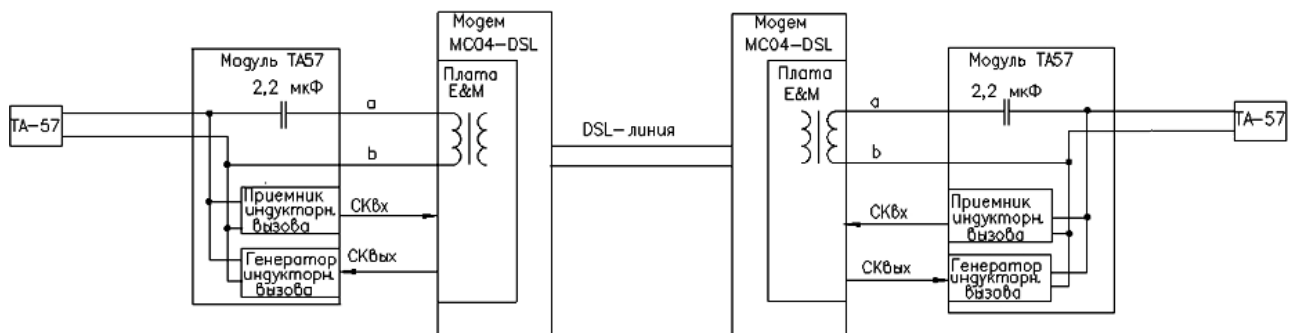 Модем
МС04-DSL
Модуль ТА57
2,2 мкФ
Плата
E&M
a
b
ТА-57
Приемник
индукторн.
вызова
СКвх
Генератор
индукторн.
вызова
СКвых
DSL-линия
Модем
МС04-DSL
Плата
E&M
Модуль ТА57
2,2 мкФ
a
b
ТА-57
СКвх
Приемник
индукторн.
вызова
СКвых
Генератор
индукторн.
вызова